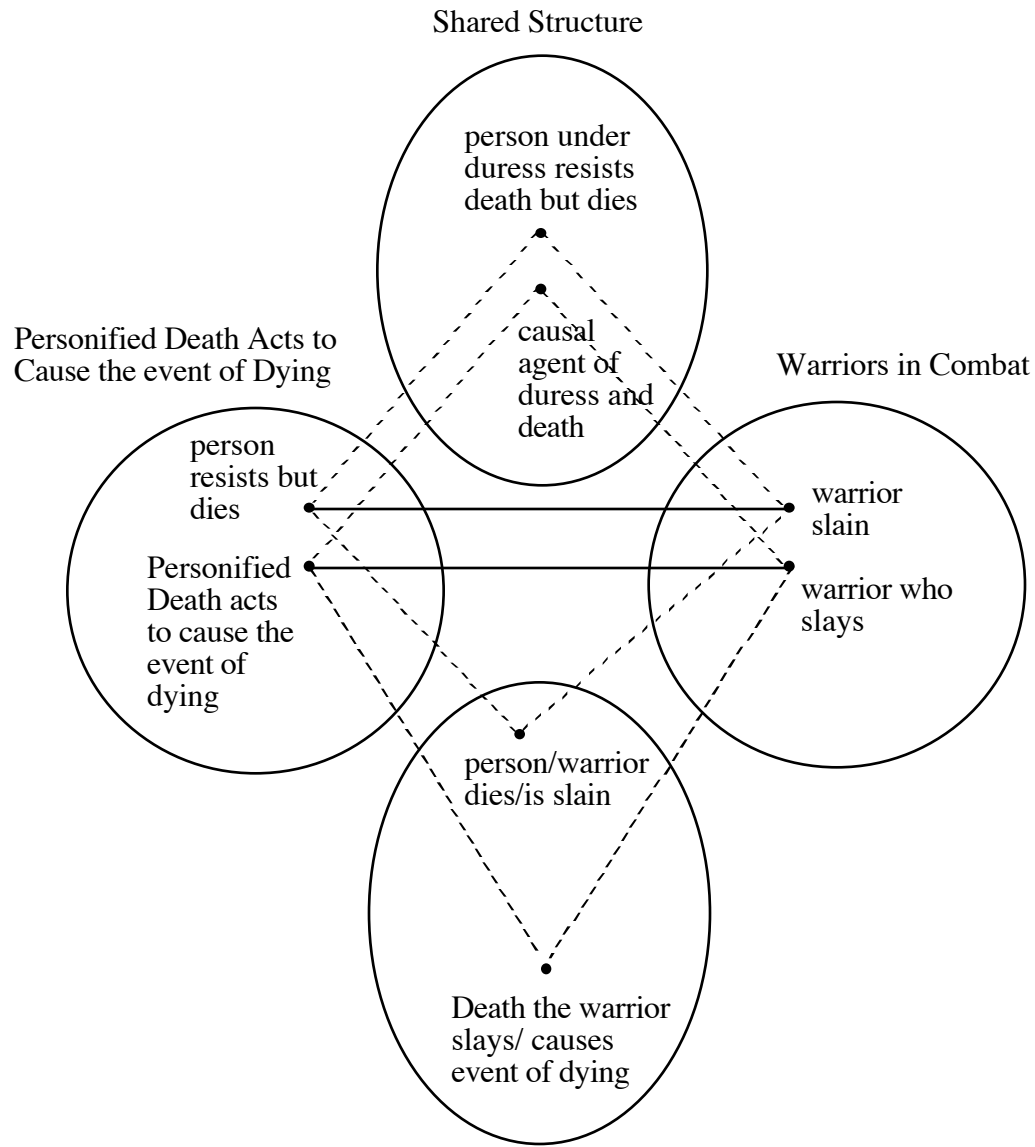 Shared Structure
person under
duress resists
death but dies
causal
agent of
duress and
death
Personified Death Acts to
Cause the event of Dying
person
resists but
dies
Personified
Death acts
to cause the
event of
dying
Warriors in Combat
warrior
slain
warrior who
slays
person/warrior
dies/is slain
Death the warrior
slays/ causes
event of dying